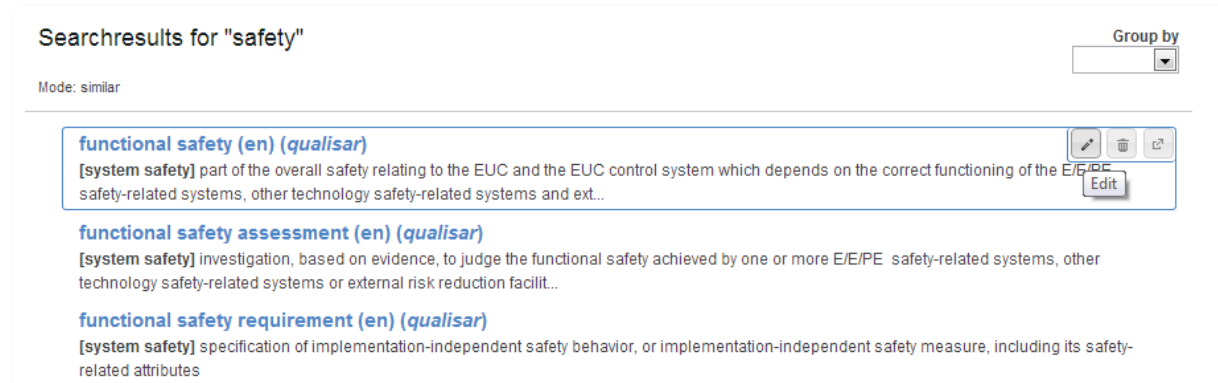 Searchresults for "safety"
Group by
Mode: similar
functional safety (en) (qualisar)
[system safety] part of the overall safety relating to the EUC and the EUC control system which depends on the correct functioning of the E/E/PE
safety-related systems, other technology safety-related systems and ext...
Edit
functional safety assessment (en) (qualisar)
[system safety] investigation, based on evidence, to judge the functional safety achieved by one or more E/E/PE safety-related systems, other
technology safety-related systems or external risk reduction facilit...
functional safety requirement (en) (qualisar)
[system safety] specification of implementation-independent safety behavior, or implementation-independent safety measure, including its safety-
related attributes